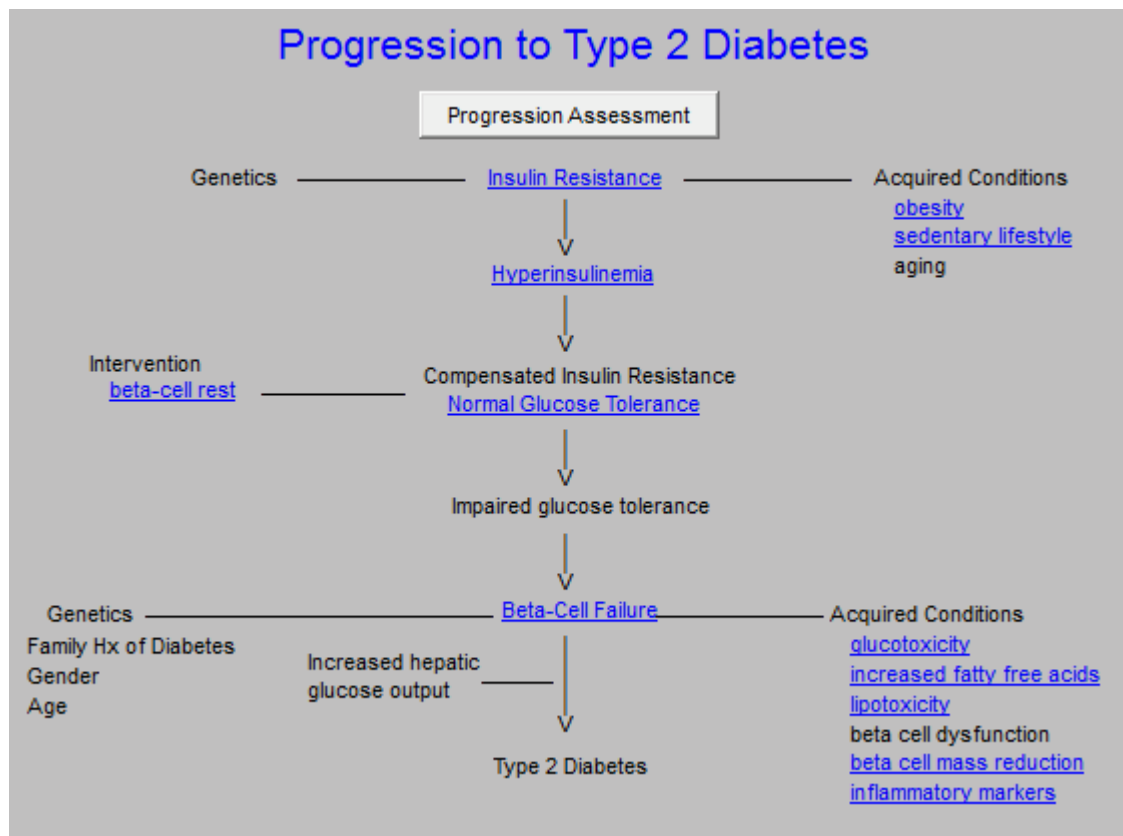 Progression to Type 2 Diabetes
Progression Assessment
Genetics
Insulin Resistance
Acquired Conditions
obesity
sedentary lifestyle
aging
Hyperinsulinemia
Intervention
beta-cell rest
Compensated Insulin Resistance
Normal Glucose Tolerance
Impaired glucose tolerance
Beta-Cell Failure
Genetics
Family Hx of Diabetes
Gender
Age
Increased hepatic
glucose output
Acquired Conditions
glucotoxicity
increased fatty free acids
lipotoxicity
beta cell dysfunction
beta cell mass reduction
inflammatory markers
Type 2 Diabetes